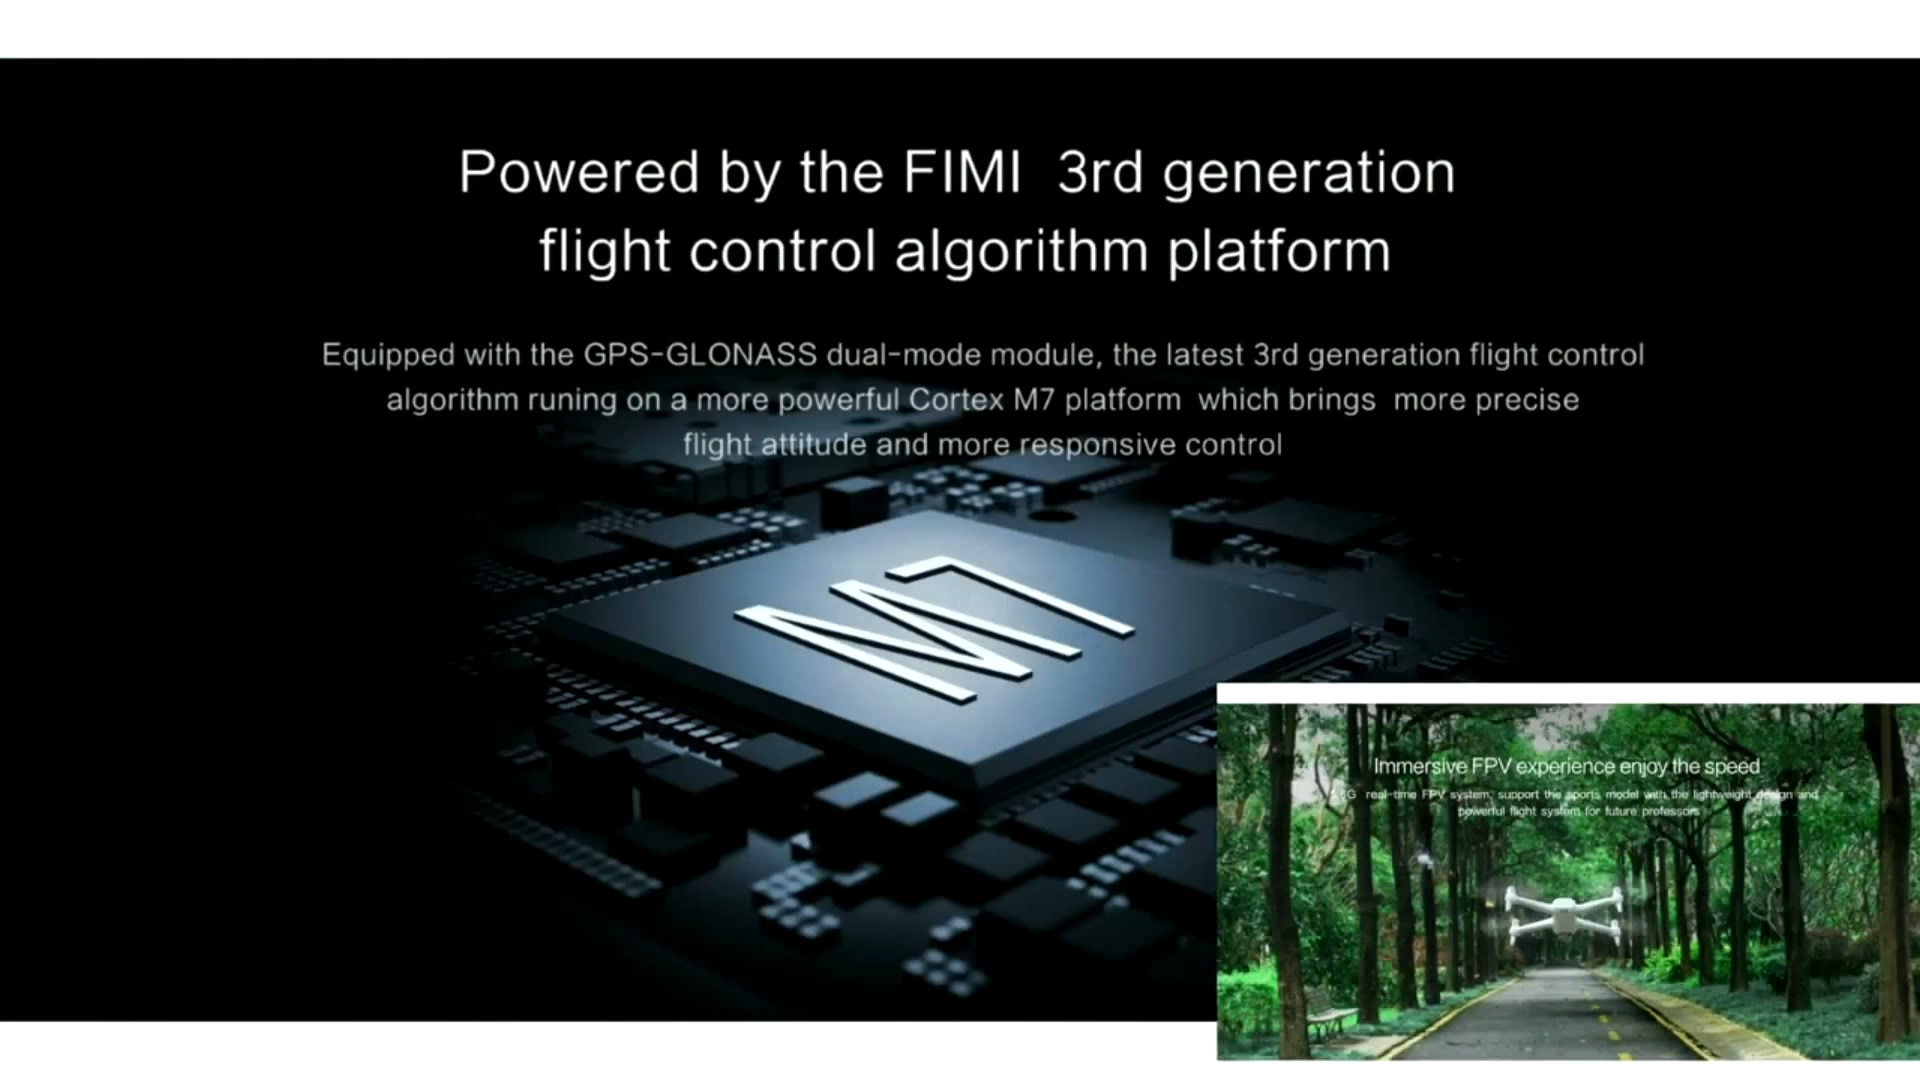 Powered by the FIMI 3rd generation
flight control algorithm platform
Equipped with the GPS-GLONASS dual-mode module, the latest 3rd generation flight control
algorithm runing on a more powerful Cortex M7 platform which brings more precise
flight attitude and more responsive control
M7
Immersive FPV experience enjoy the speed
real-time FPV system, support the sports model with the lightweight design and
powerful flight system for future professors